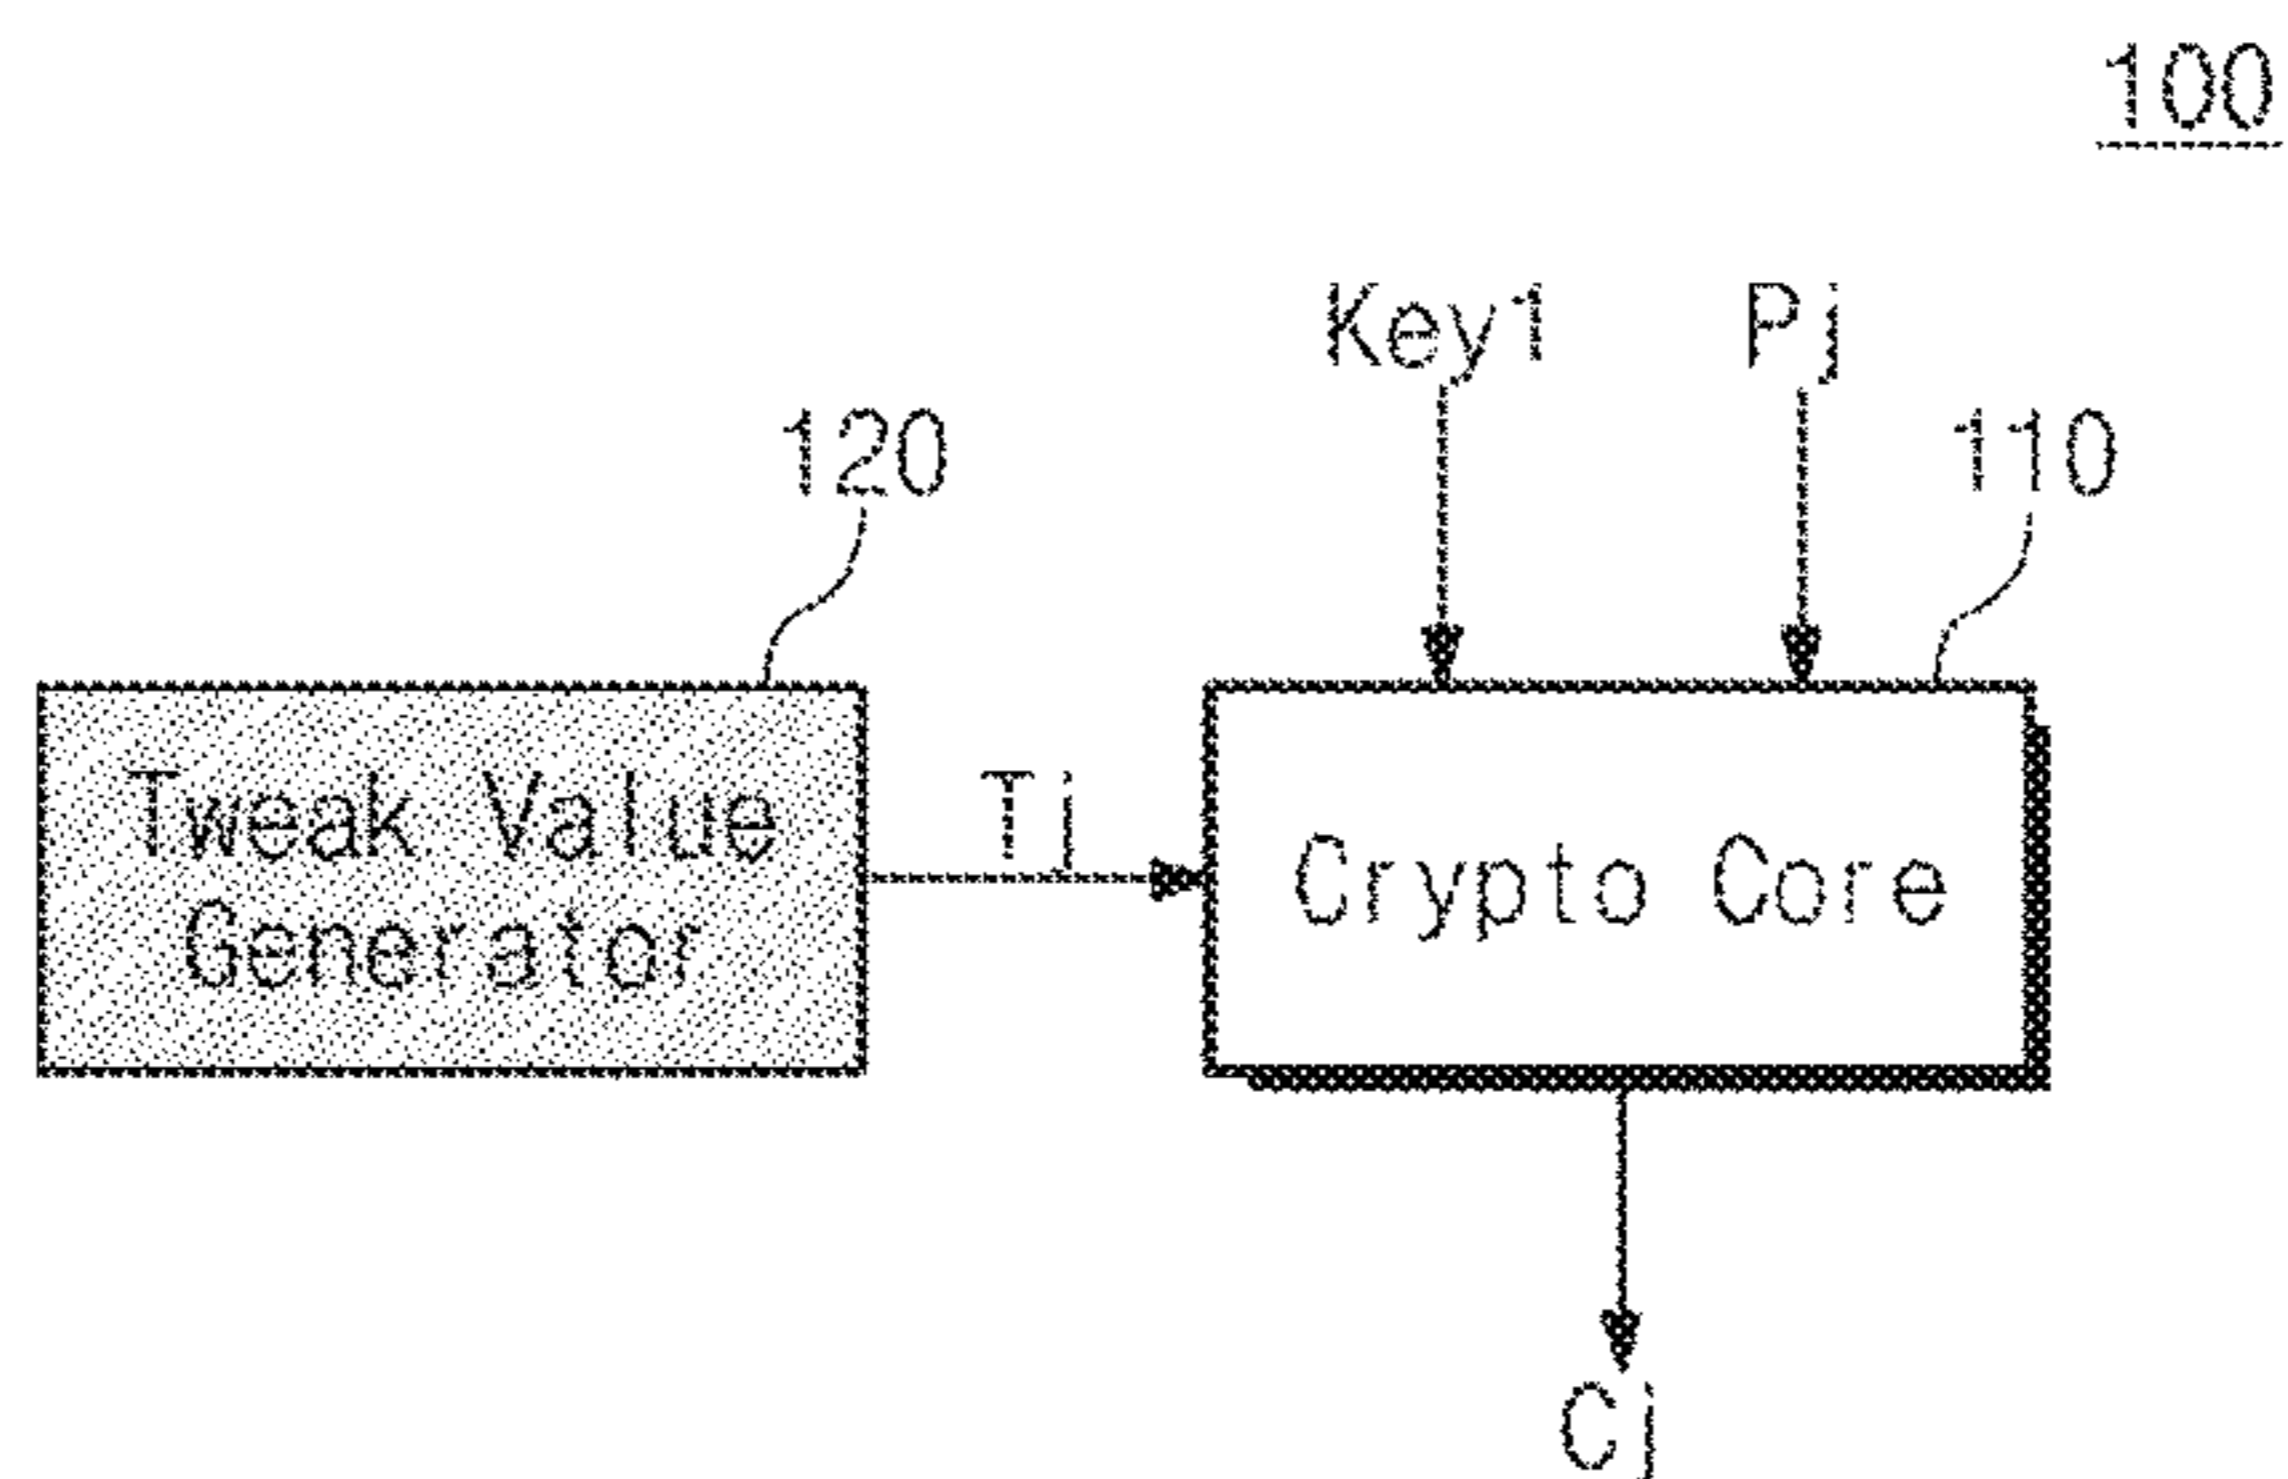 100
Key1 Pj
120 110
Tweak Value
Generator
Tj
Crypto Core
Cj